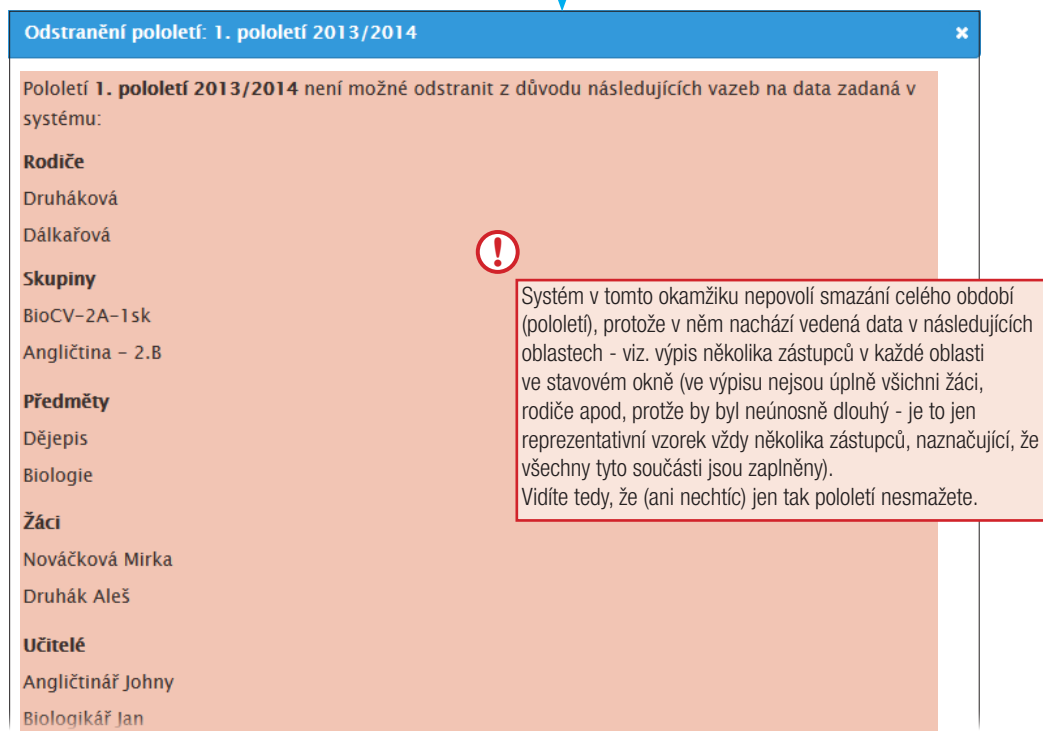 Odstranění pololetí: 1. pololetí 2013/2014
Pololetí 1. pololetí 2013/2014 není možné odstranit z důvodu následujících vazeb na data zadaná v
systému:
Rodiče
Druháková
Dálkařová
Skupiny
BioCV-2A-1sk
Angličtina - 2.B
Předměty
Dějepis
Biologie
Žáci
Nováčková Mirka
Druhák Aleš
Učitelé
Angličtinář Johny
Biologikář Jan
Systém v tomto okamžiku nepovolí smazání celého období
(pololetí), protože v něm nachází vedená data v následujících
oblastech - viz. výpis několika zástupců v každé oblasti
ve stavovém okně (ve výpisu nejsou úplně všichni žáci,
rodiče apod, protže by byl neúnosně dlouhý - je to jen
reprezentativní vzorek vždy několika zástupců, naznačující, že
všechny tyto součásti jsou zaplněny).
Vidíte tedy, že (ani nechtíc) jen tak pololetí nesmažete.